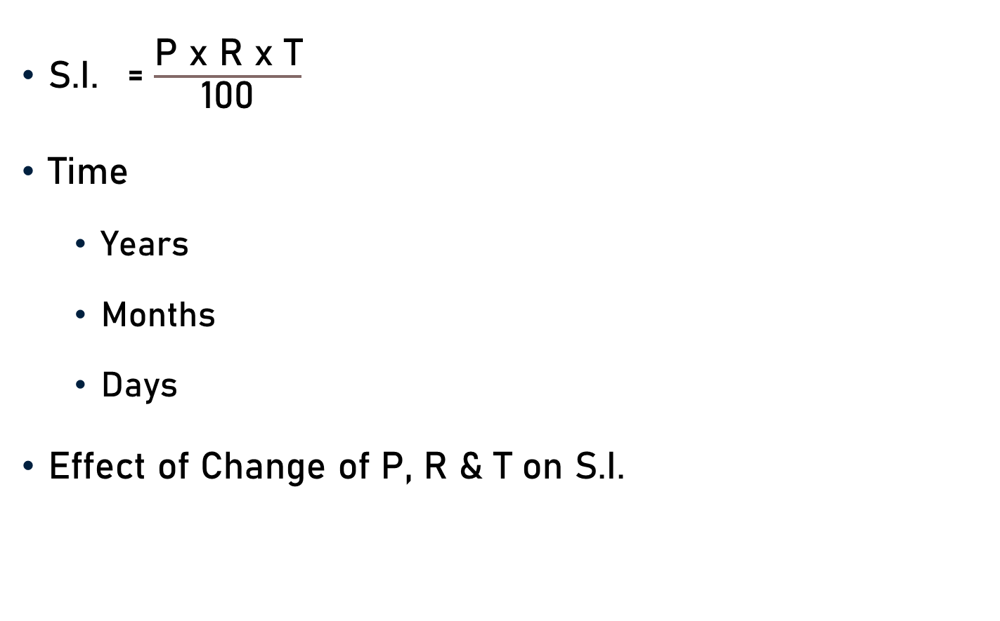 • S.I. = P x R x T
100
• Time
• Years
• Months
• Days
• Effect of Change of P, R & T on S.I.